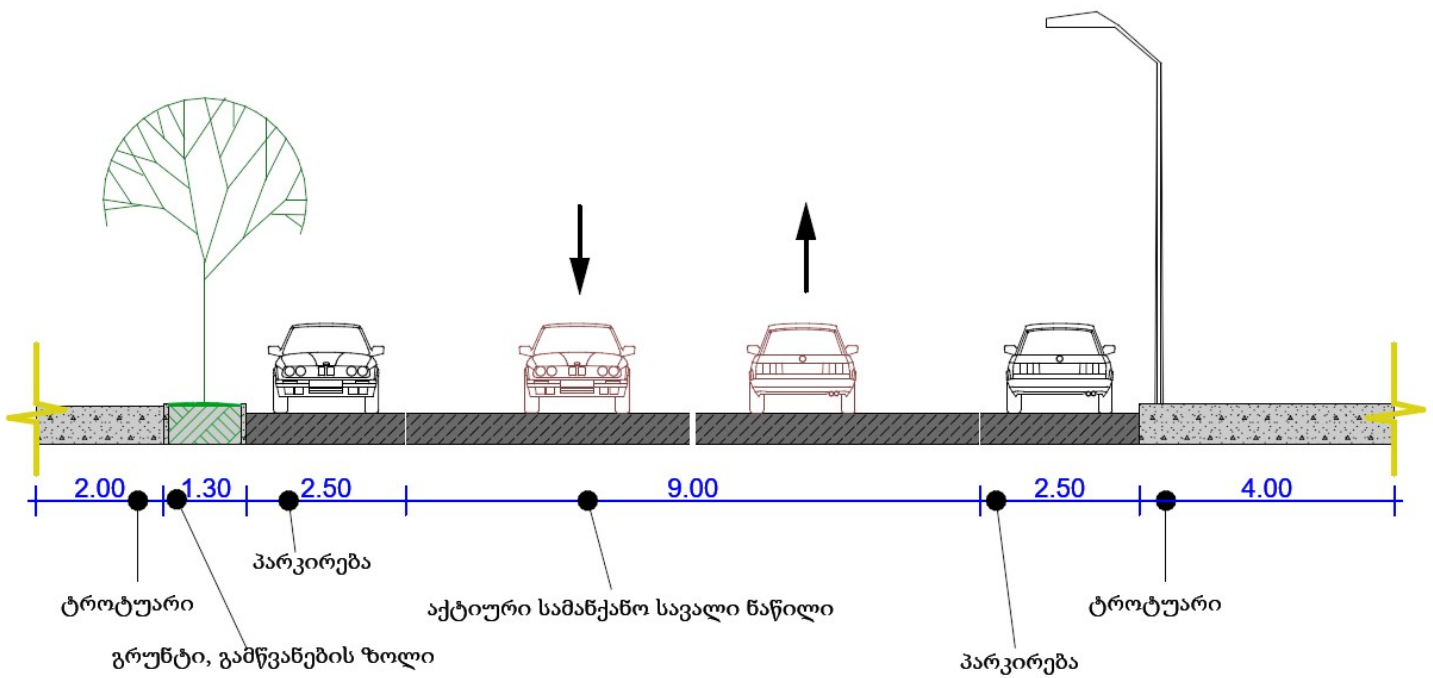 2.00 1.30 2.50 9.00 2.50 4.00
პარკირება
ტროტუარი აქტიური სამანქანო სავალი ნაწილი ტროტუარი
გრუნტი, გამწვანების ზოლი პარკირება